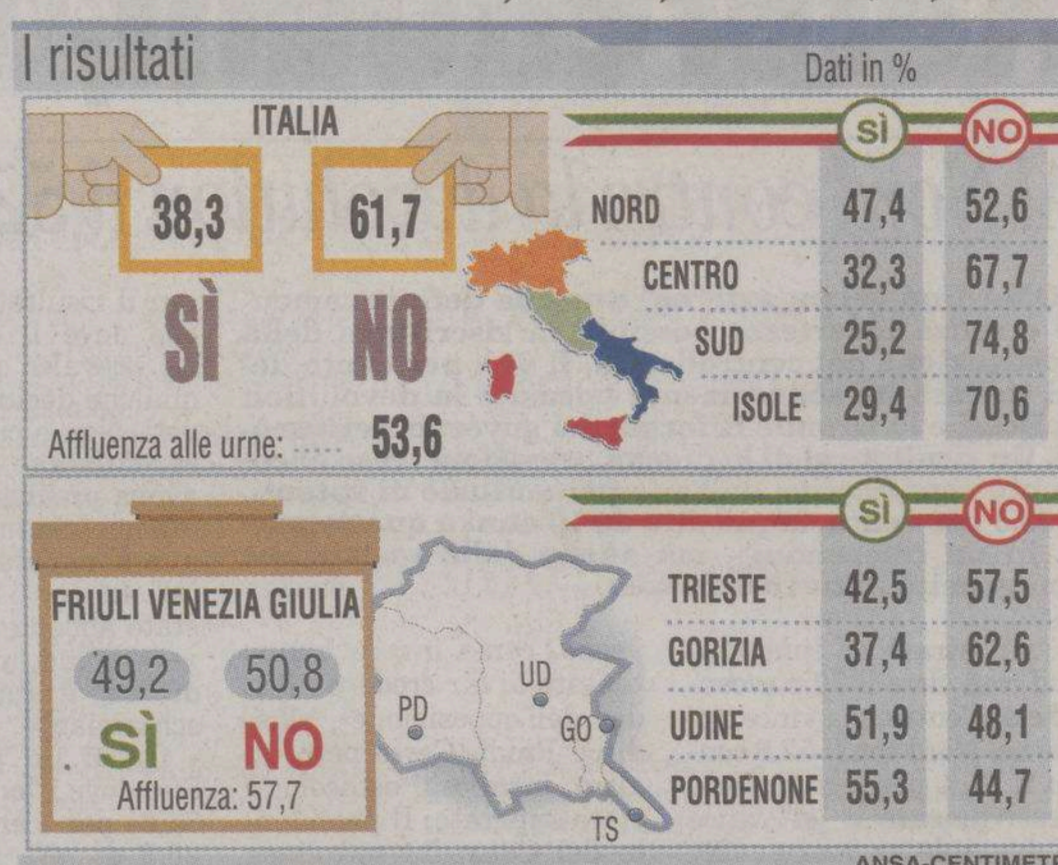 I risultati
Dati in %
ITALIA
38,3 61,7
SÌ NO
Affluenza alle urne: ..... 53,6
SÌ NO
NORD 47,4 52,6
CENTRO 32,3 67,7
SUD 25,2 74,8
ISOLE 29,4 70,6
FRIULI VENEZIA GIULIA
49,2 50,8
SÌ NO
Affluenza: 57,7
PD
UD
GO
TS
SÌ NO
TRIESTE 42,5 57,5
GORIZIA 37,4 62,6
UDINE 51,9 48,1
PORDENONE 55,3 44,7